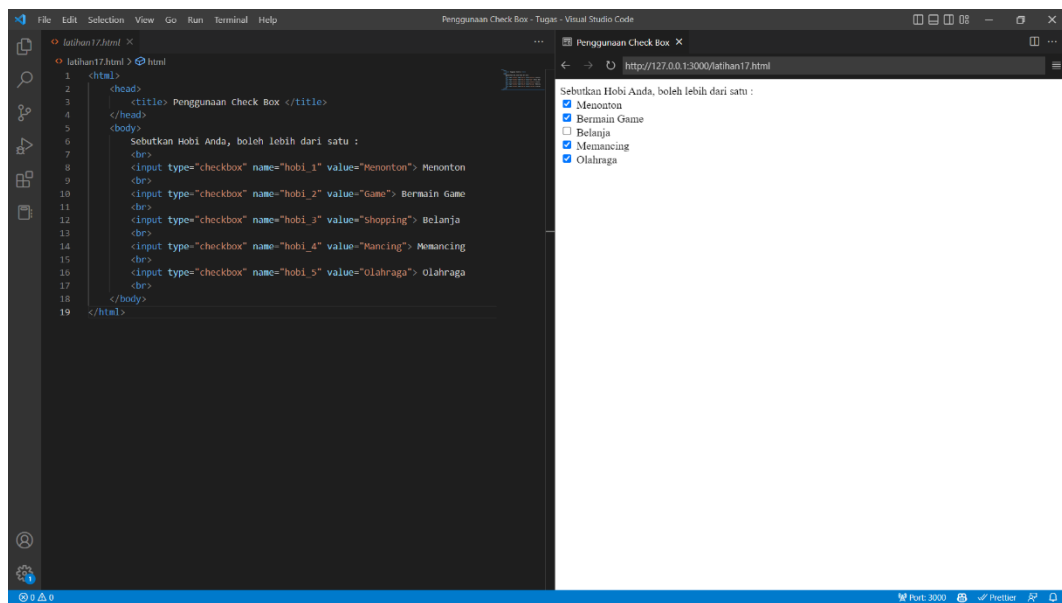 File Edit Selection View Go Run Terminal Help
Penggunaan Check Box - Tugas - Visual Studio Code
latihan17.html
latihan17.html > html
1 <html>
2 <head>
3 <title> Penggunaan Check Box </title>
4 </head>
5 <body>
6 Sebutkan Hobi Anda, boleh lebih dari satu :
7 <br>
8 <input type="checkbox" name="hobi_1" value="Menonton"> Menonton
9 <br>
10 <input type="checkbox" name="hobi_2" value="Game"> Bermain Game
11 <br>
12 <input type="checkbox" name="hobi_3" value="Shopping"> Belanja
13 <br>
14 <input type="checkbox" name="hobi_4" value="Mancing"> Memancing
15 <br>
16 <input type="checkbox" name="hobi_5" value="Olahraga"> Olahraga
17 <br>
18 </body>
19 </html>
Penggunaan Check Box
http://127.0.0.1:3000/latihan17.html
Sebutkan Hobi Anda, boleh lebih dari satu :
Menonton
Bermain Game
Belanja
Memancing
Olahraga
1
0 0
Port: 3000 Prettier